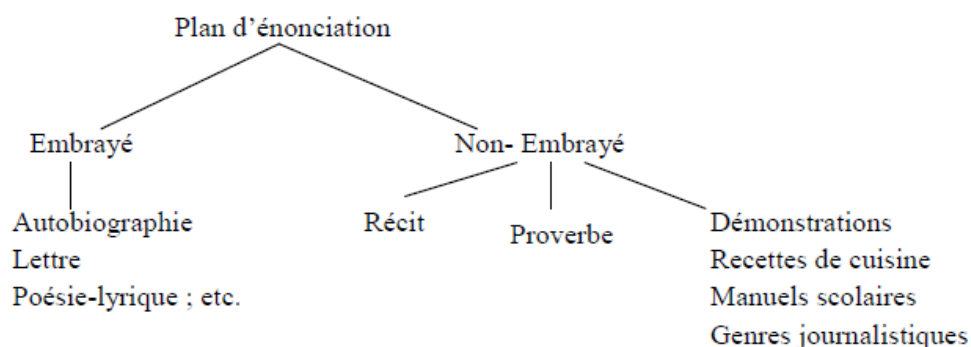 Plan d’énonciation
Embrayé
Non- Embrayé
Autobiographie
Lettre
Poésie-lyrique ; etc.
Récit
Proverbe
Démonstrations
Recettes de cuisine
Manuels scolaires
Genres journalistiques